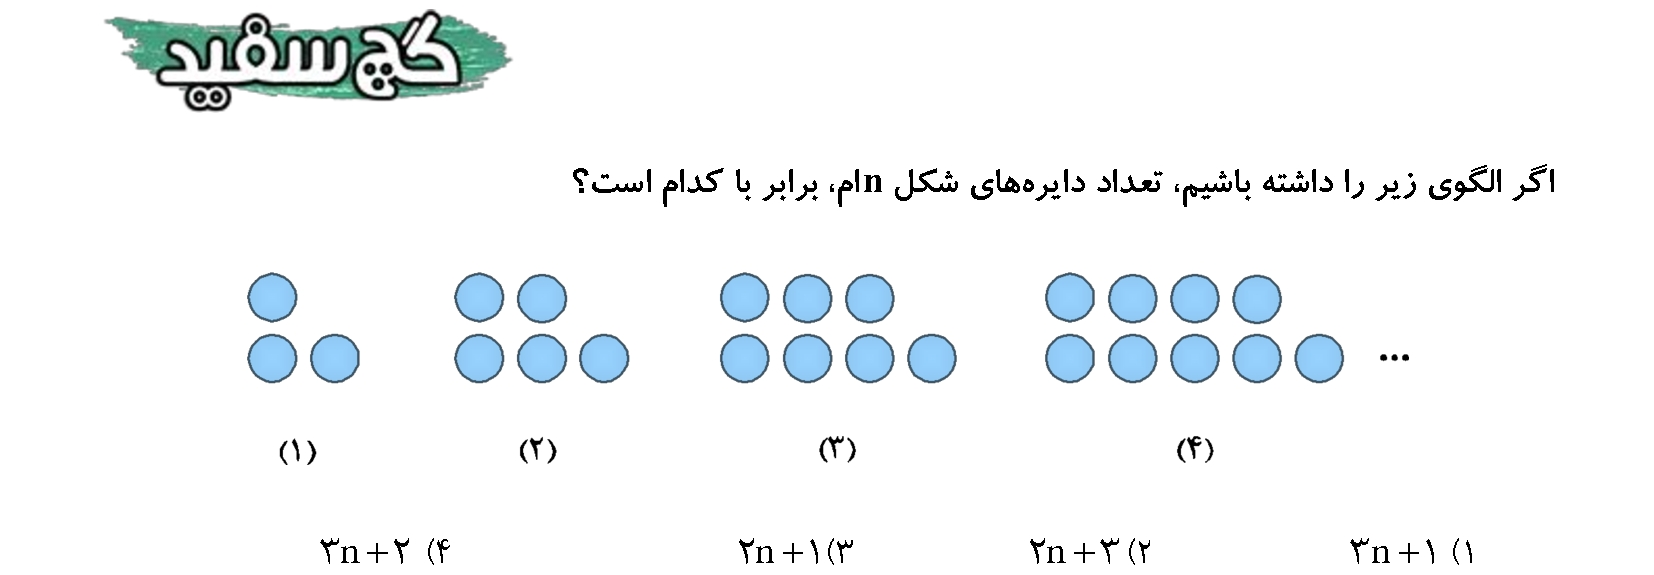 گچ سفید
اگر الگوی زیر را داشته باشیم، تعداد دایره‌های شکل nام، برابر با کدام است؟
...
(۱) (۲) (۳) (۴)
۱) ۳n+۱ ۲) ۲n+۳ ۳) ۲n+۱ ۴) ۳n+۲